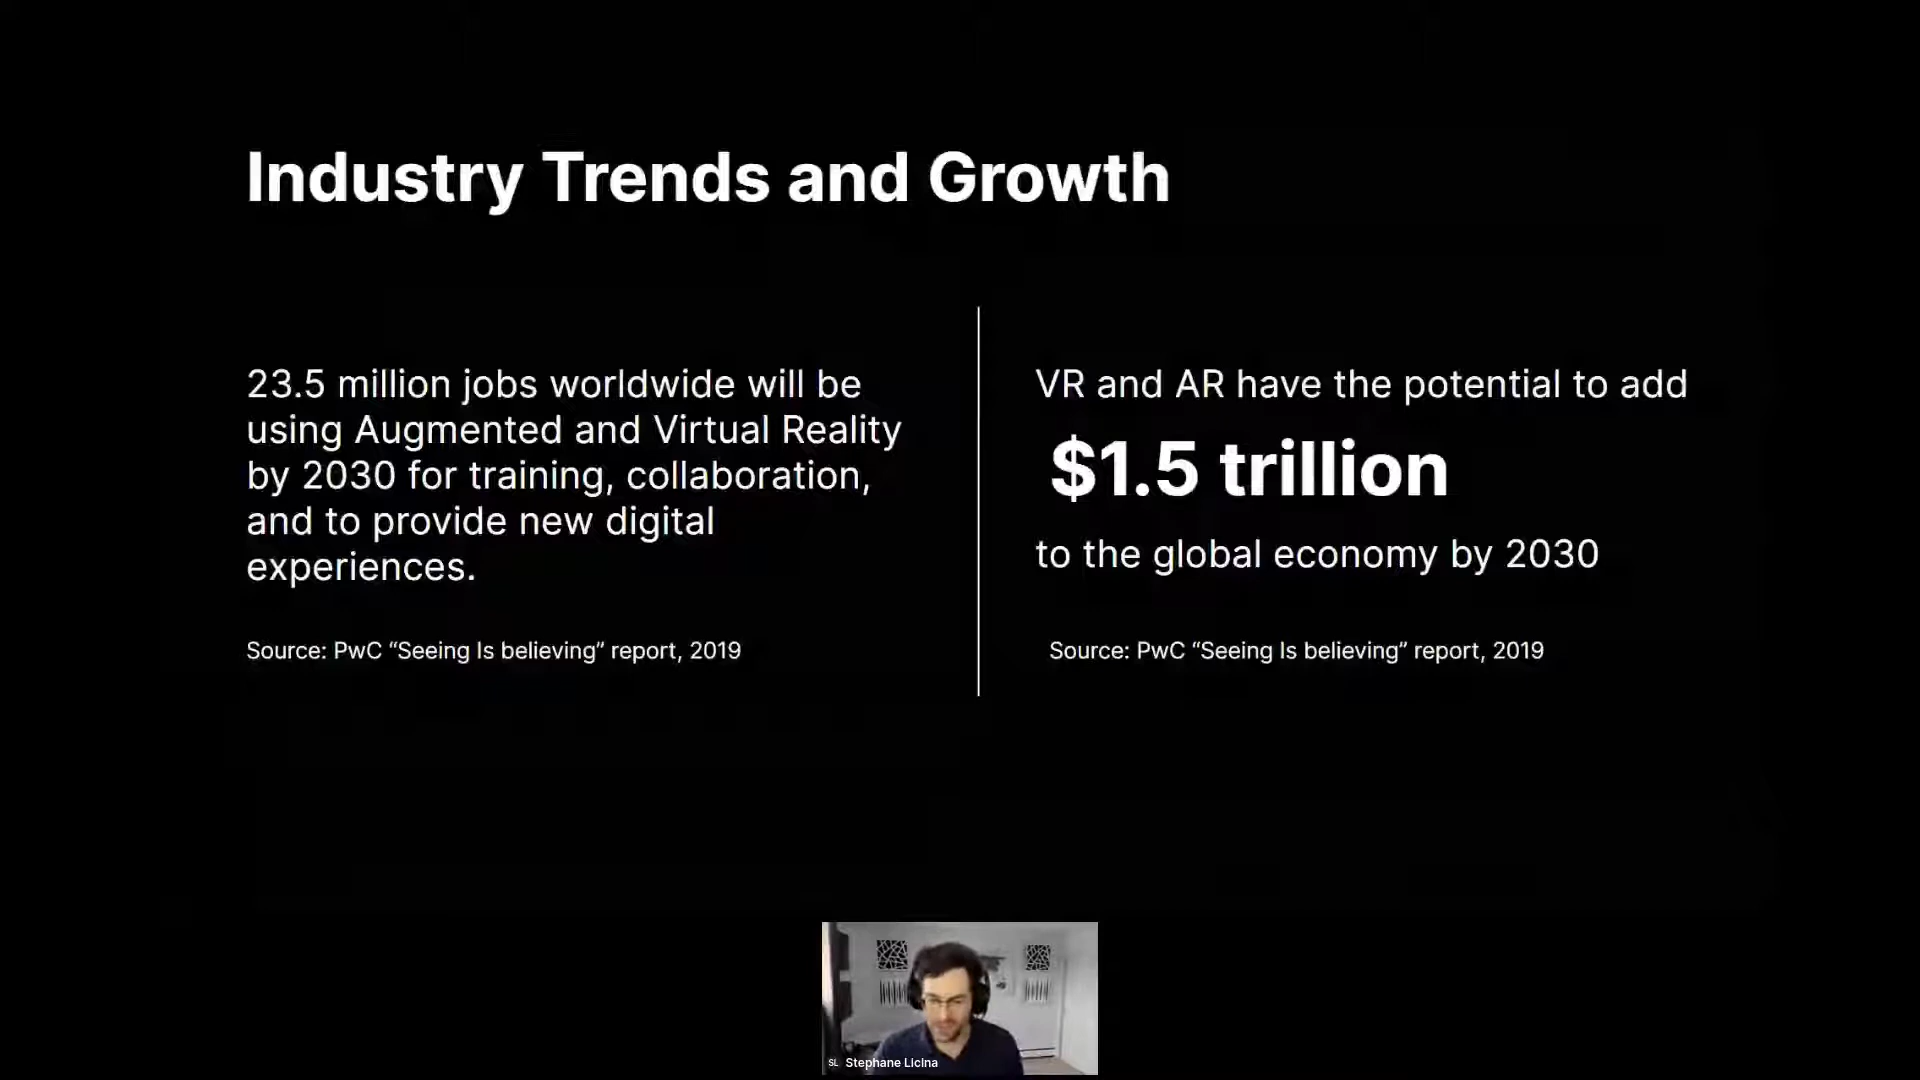 Industry Trends and Growth
23.5 million jobs worldwide will be
using Augmented and Virtual Reality
by 2030 for training, collaboration,
and to provide new digital
experiences.
Source: PwC “Seeing Is believing” report, 2019
VR and AR have the potential to add
$1.5 trillion
to the global economy by 2030
Source: PwC “Seeing Is believing” report, 2019
SL Stephane Licina